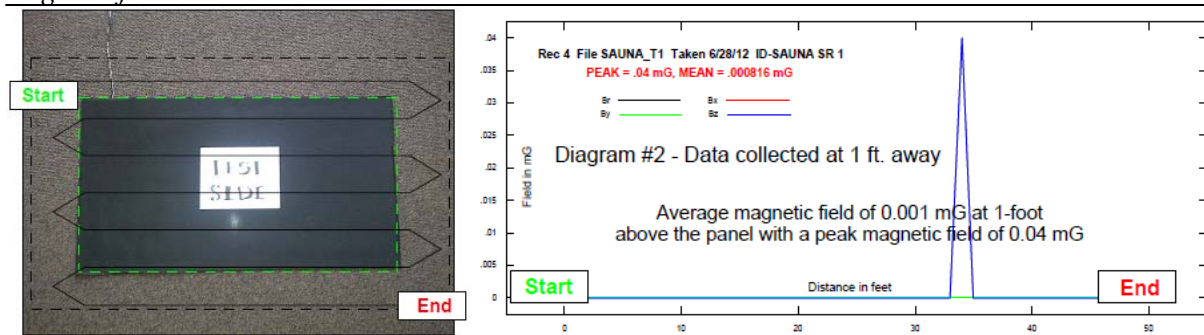 Start
TEST
SIDE
End
Rec 4 File SAUNA_T1 Taken 6/28/12 ID-SAUNA SR 1
PEAK = .04 mG, MEAN = .000816 mG
Br
Bx
By
Bz
Diagram #2 - Data collected at 1 ft. away
Average magnetic field of 0.001 mG at 1-foot
above the panel with a peak magnetic field of 0.04 mG
Field in mG
.04
.035
.03
.025
.02
.015
.01
.005
0
Start
Distance in feet
End
0
10
20
30
40
50